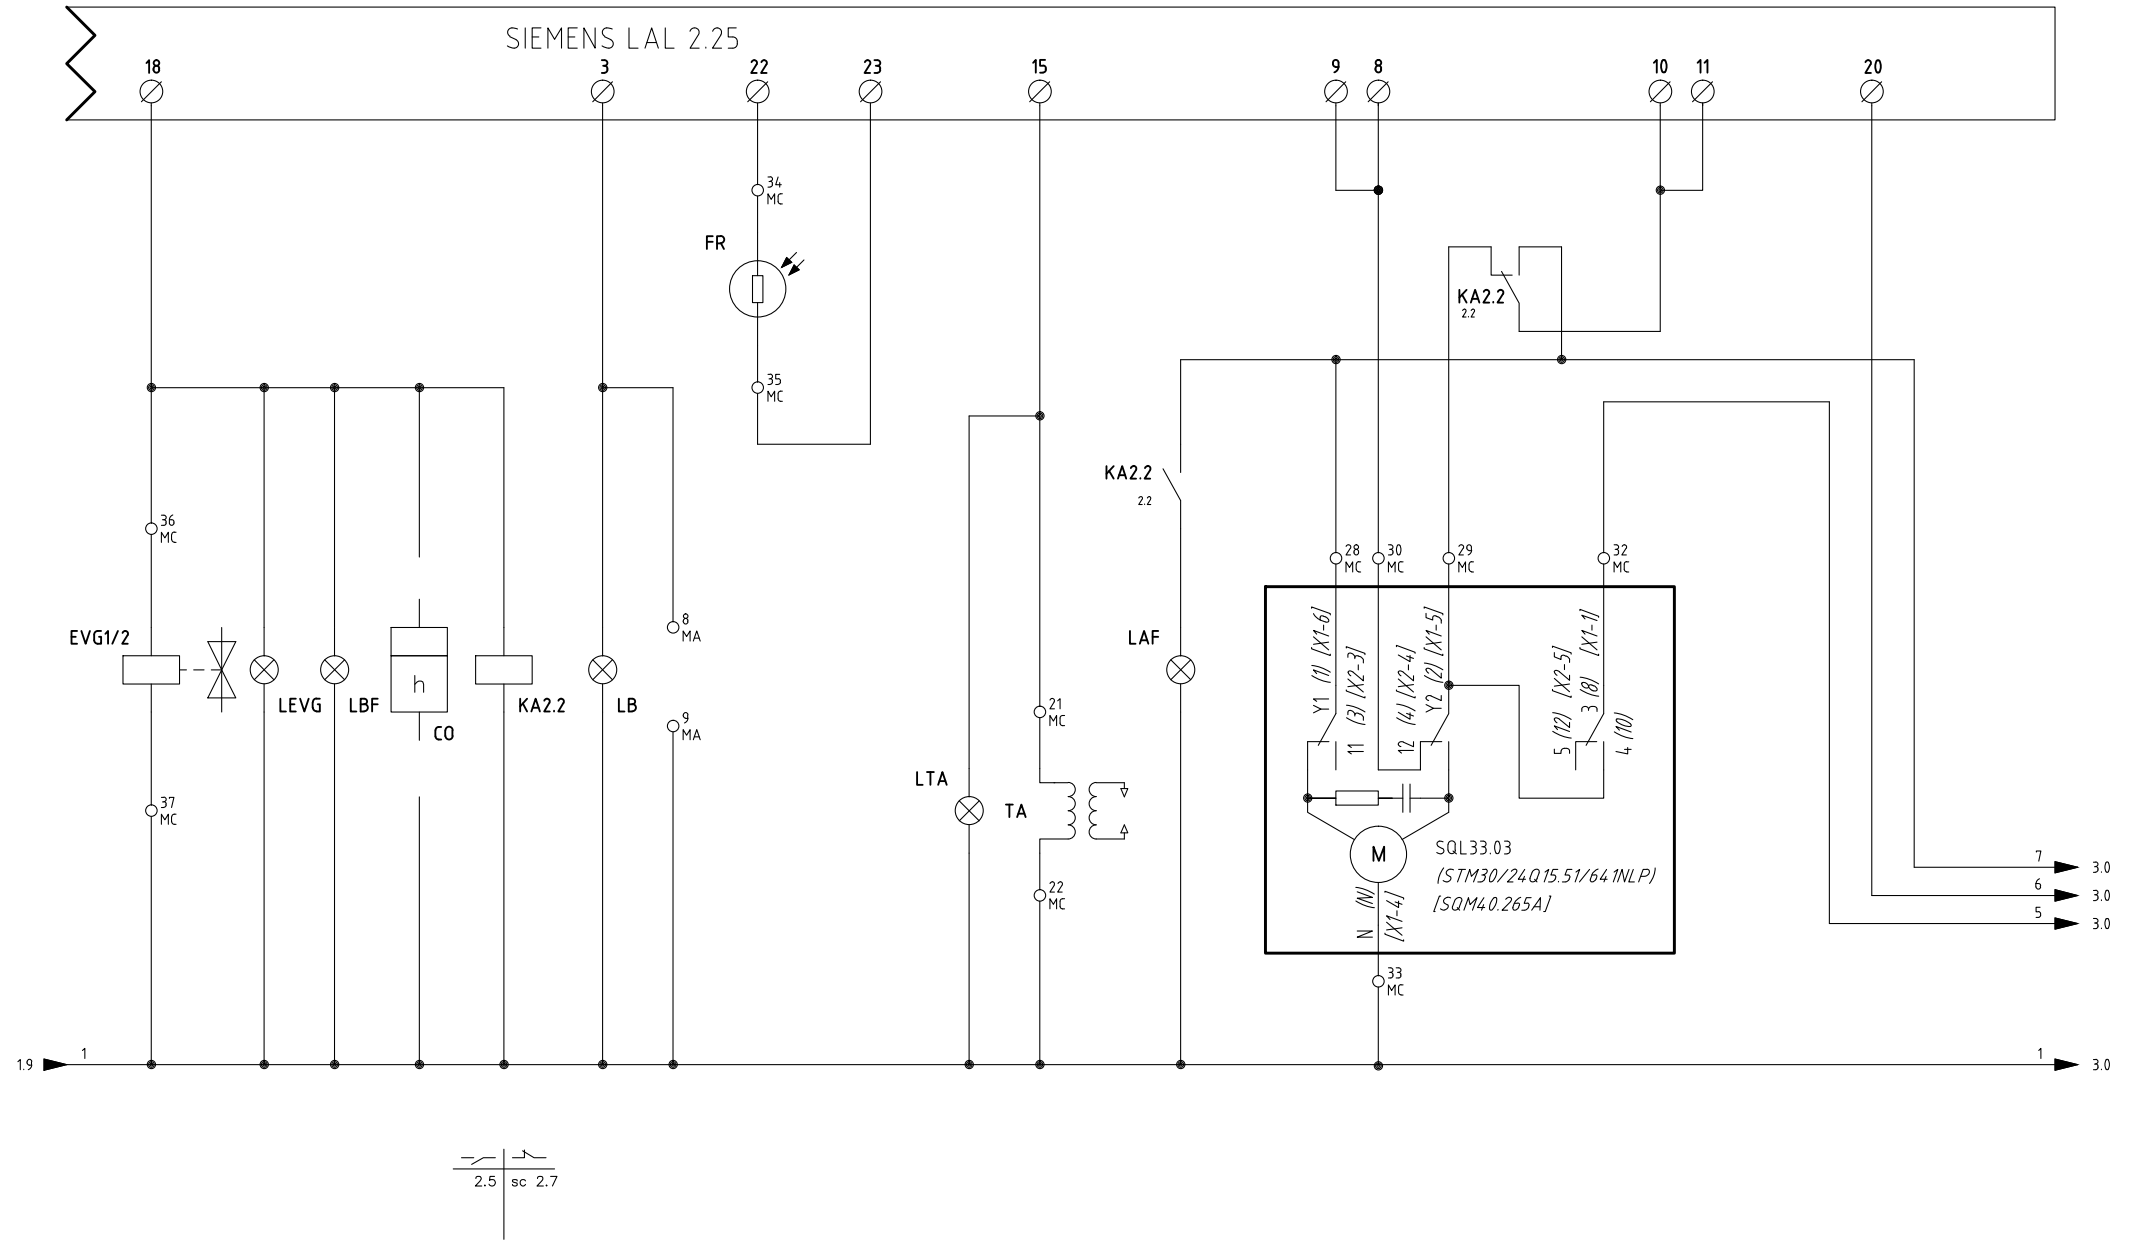 SIEMENS LAL 2.25
18
3
22
23
15
9
8
10
11
20
34
MC
FR
KA2.2
2.2
35
MC
KA2.2
2.2
36
MC
28
MC
30
MC
29
MC
32
MC
8
MA
EVG1/2
LEVG
LBF
h
CO
KA2.2
LB
9
MA
21
MC
LAF
Y1 (1) [X1-6]
11 (3) [X2-3]
12 (4) [X2-4]
Y2 (2) [X1-5]
5 (12) [X2-5]
3 (8) [X1-1]
4 (10)
37
MC
LTA
TA
M
SQL33.03
(STM30/24Q15.51/641NLP)
[SQM40.265A]
N (N)
[X1-4]
22
MC
7
3.0
6
3.0
5
3.0
33
MC
1.9
1
1
3.0
2.5
sc 2.7